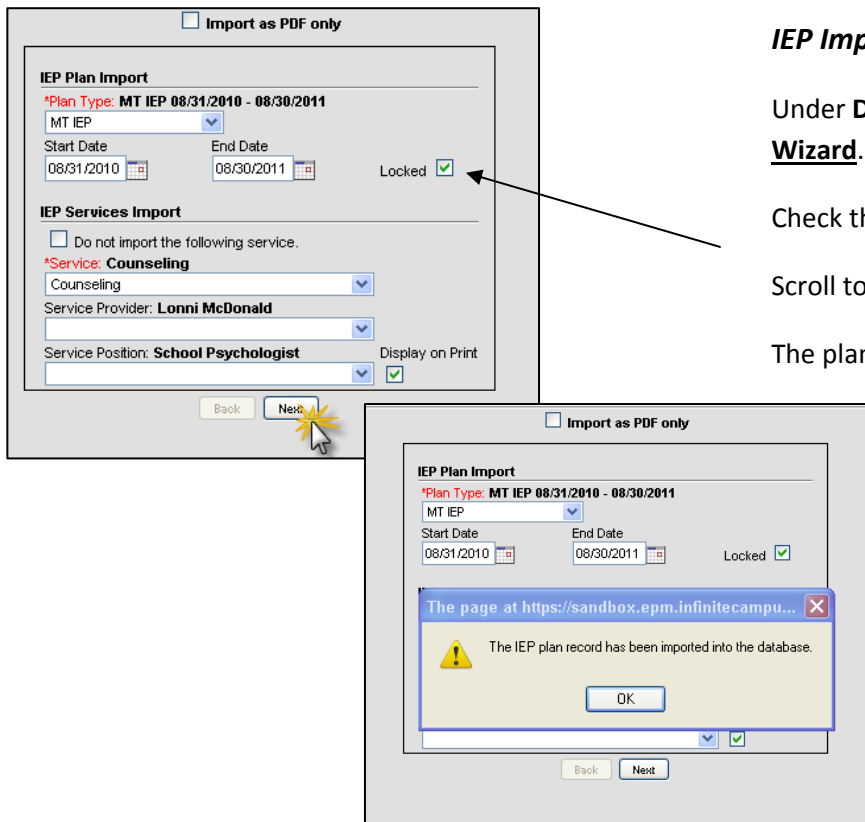 Import as PDF only
IEP Plan Import
*Plan Type: MT IEP 08/31/2010 - 08/30/2011
MT IEP
Start Date End Date
08/31/2010 08/30/2011 Locked
IEP Services Import
Do not import the following service.
*Service: Counseling
Counseling
Service Provider: Lonni McDonald
Service Position: School Psychologist Display on Print
Back Next
IEP Imp
Under D
Wizard.
Check th
Scroll to
The plan
Import as PDF only
IEP Plan Import
*Plan Type: MT IEP 08/31/2010 - 08/30/2011
MT IEP
Start Date End Date
08/31/2010 08/30/2011 Locked
The page at https://sandbox.epm.infinitecampu...
The IEP plan record has been imported into the database.
OK
Back Next